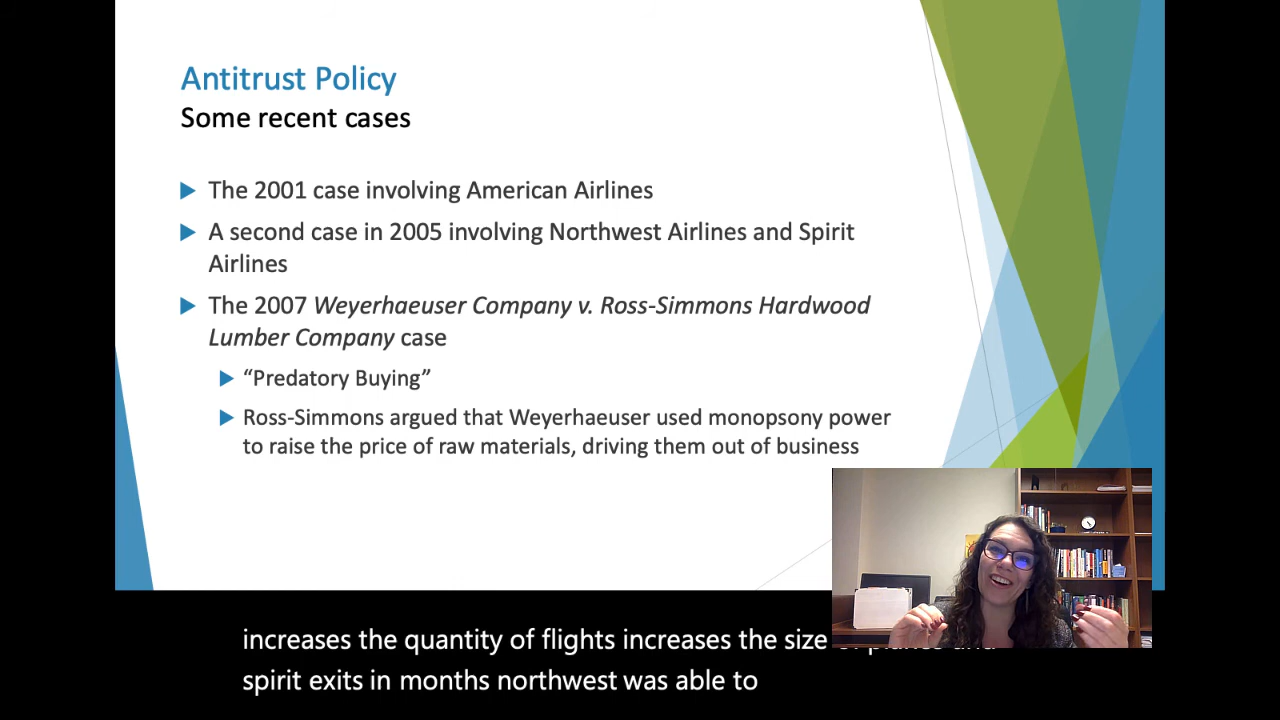 Antitrust Policy
Some recent cases
The 2001 case involving American Airlines
A second case in 2005 involving Northwest Airlines and Spirit
Airlines
The 2007 Weyerhaeuser Company v. Ross-Simmons Hardwood
Lumber Company case
“Predatory Buying”
Ross-Simmons argued that Weyerhaeuser used monopsony power
to raise the price of raw materials, driving them out of business
increases the quantity of flights increases the size
spirit exits in months northwest was able to